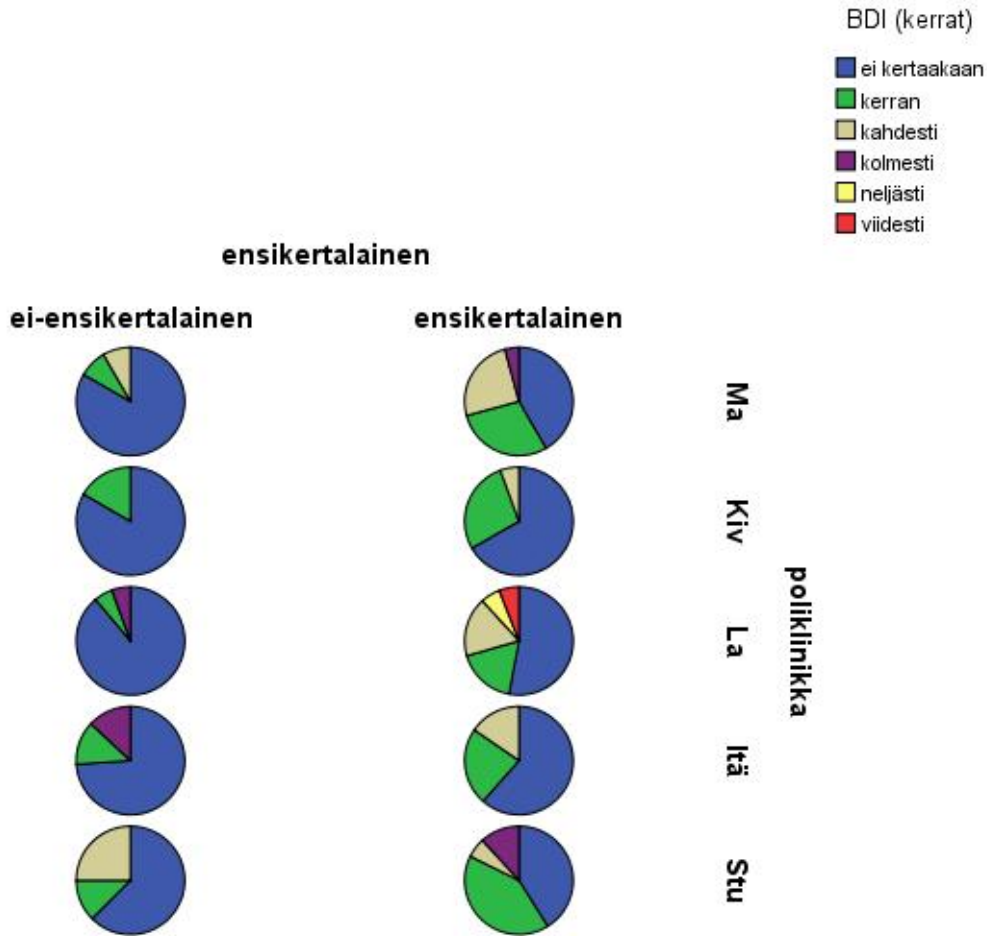 BDI (kerrat)
ei kertaakaan
kerran
kahdesti
kolmesti
neljästi
viidesti
ensikertalainen
ei-ensikertalainen
ensikertalainen
Ma
Kiv
La
Itä
Stu
poliklinikka